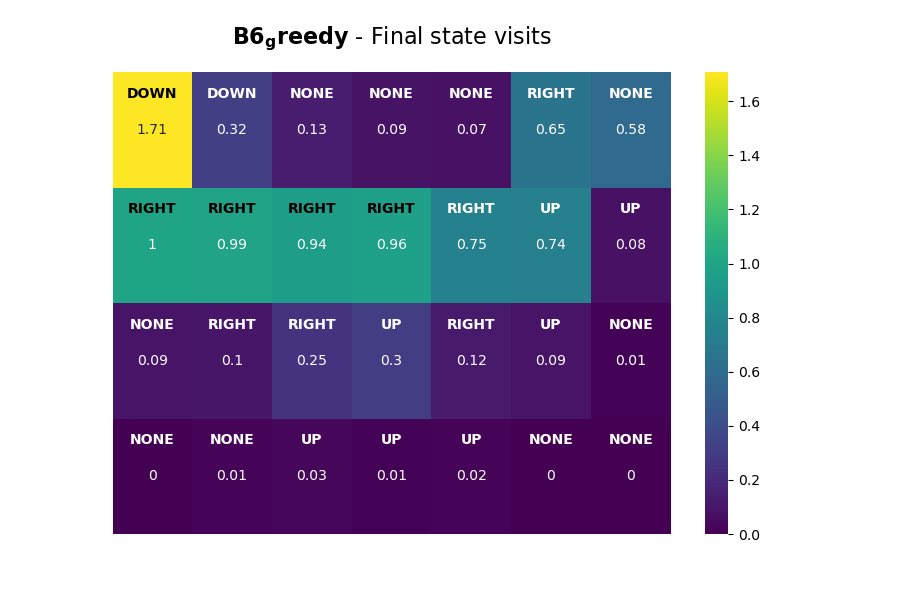 B6greedy - Final state visits
DOWN DOWN NONE NONE NONE RIGHT NONE
1.71 0.32 0.13 0.09 0.07 0.65 0.58
RIGHT RIGHT RIGHT RIGHT RIGHT UP UP
1 0.99 0.94 0.96 0.75 0.74 0.08
NONE RIGHT RIGHT UP RIGHT UP NONE
0.09 0.1 0.25 0.3 0.12 0.09 0.01
NONE NONE UP UP UP NONE NONE
0 0.01 0.03 0.01 0.02 0 0
1.6
1.4
1.2
1.0
0.8
0.6
0.4
0.2
0.0